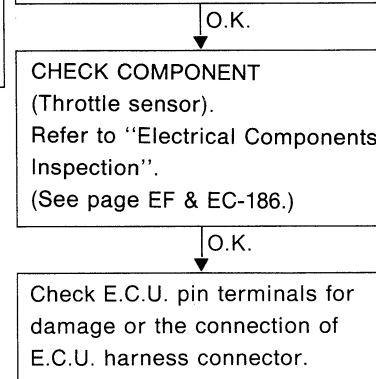 O.K.
CHECK COMPONENT
(Throttle sensor).
Refer to “Electrical Components
Inspection”.
(See page EF & EC-186.)
O.K.
Check E.C.U. pin terminals for
damage or the connection of
E.C.U. harness connector.